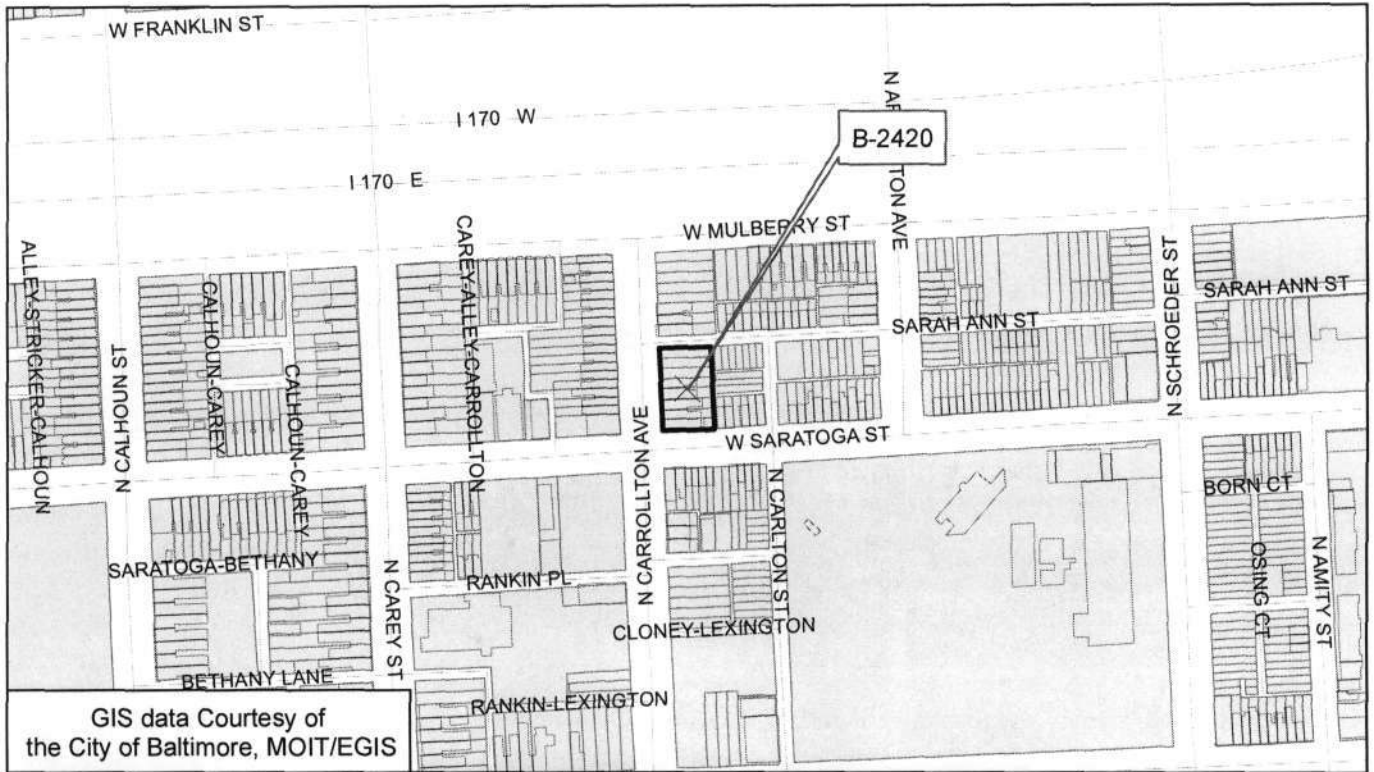 W FRANKLIN ST
I 170 W
I 170 E
B-2420
W MULBERRY ST
N CALHOUN ST
ALLEY-STRICKER-CALHOUN
CALHOUN-CAREY
CALHOUN-CAREY
CAREY-ALLEY-CARROLLTON
N CARROLLTON AVE
N AR
TON AVE
SARAH ANN ST
SARAH ANN ST
N SCHROEDER ST
W SARATOGA ST
N CARLTON ST
BORN CT
OSING CT
N AMITY ST
SARATOGA-BETHANY
N CAREY ST
RANKIN PL
CLONEY-LEXINGTON
BETHANY LANE
RANKIN-LEXINGTON
GIS data Courtesy of
the City of Baltimore, MOIT/EGIS